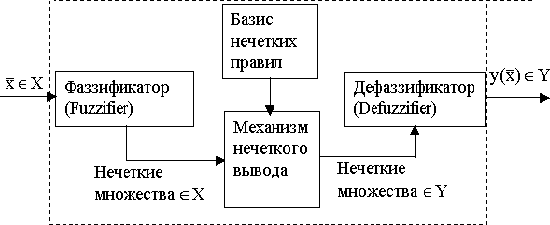 Базис
нечетких
правил
x̅ ∈ X
Фаззификатор
(Fuzzifier)
Дефаззификатор
(Defuzzifier)
y(x̅) ∈ Y
Механизм
нечеткого
вывода
Нечеткие
множества ∈ X
Нечеткие
множества ∈ Y